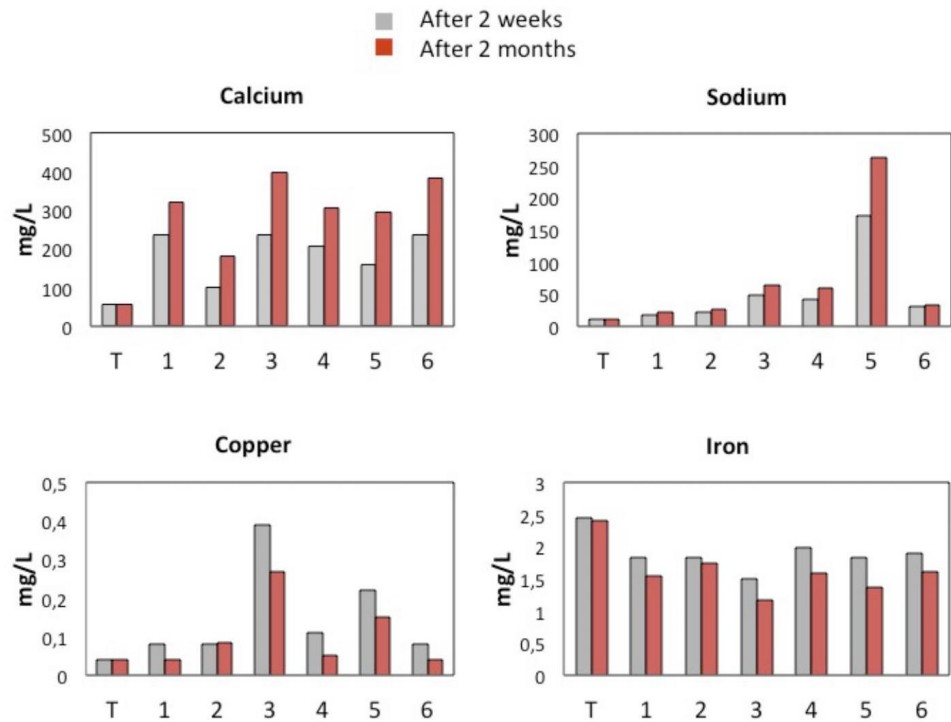 After 2 weeks
After 2 months
Calcium
mg/L
500
400
300
200
100
0
T 1 2 3 4 5 6
Sodium
mg/L
300
250
200
150
100
50
0
T 1 2 3 4 5 6
Copper
mg/L
0,5
0,4
0,3
0,2
0,1
0
T 1 2 3 4 5 6
Iron
mg/L
3
2,5
2
1,5
1
0,5
0
T 1 2 3 4 5 6